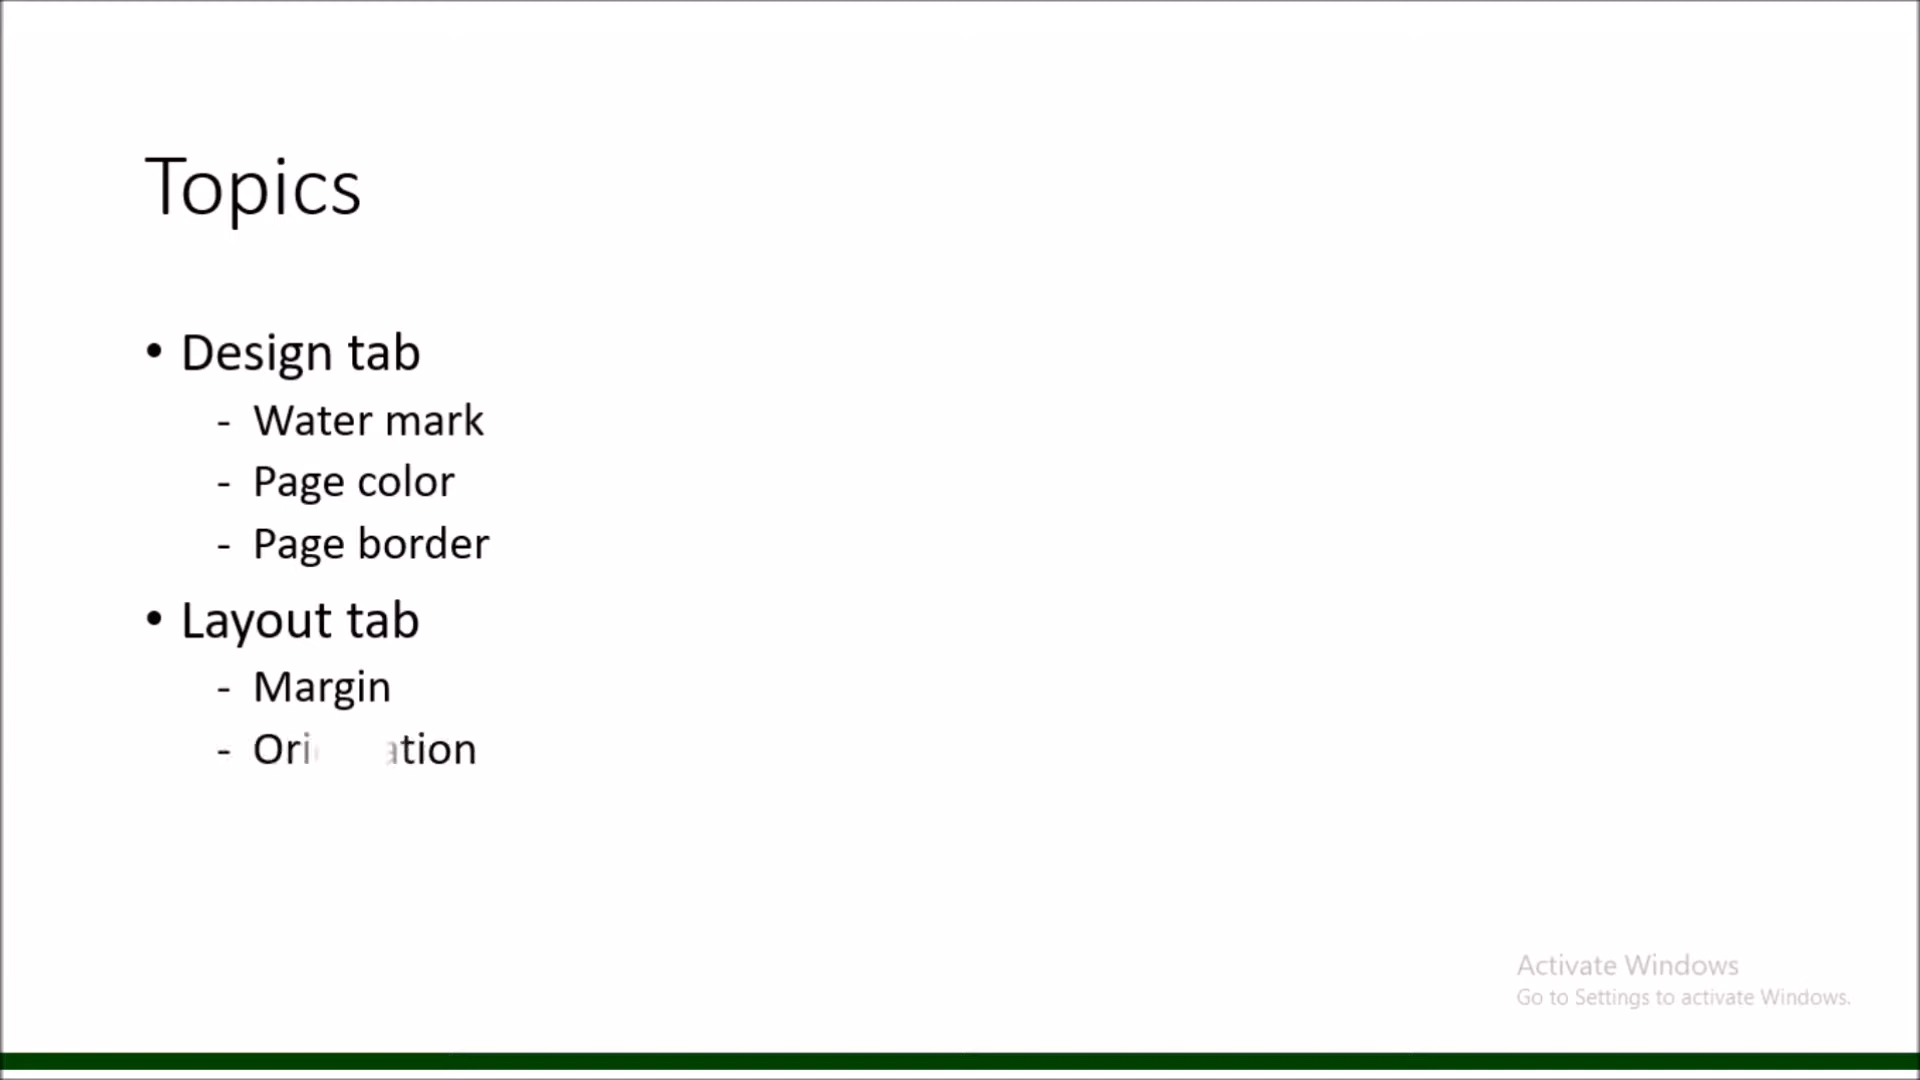 Topics
• Design tab
- Water mark
- Page color
- Page border
• Layout tab
- Margin
Activate Windows
Go to Settings to activate Windows.